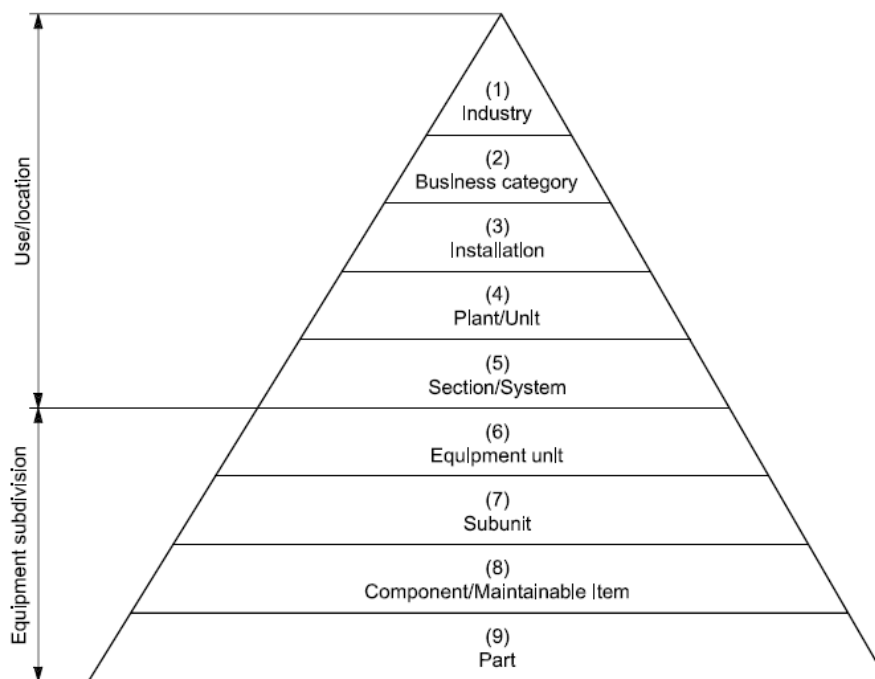 (1)
Industry
(2)
Business category
(3)
Installation
(4)
Plant/Unit
(5)
Section/System
(6)
Equipment unit
(7)
Subunit
(8)
Component/Maintainable Item
(9)
Part
Use/location
Equipment subdivision